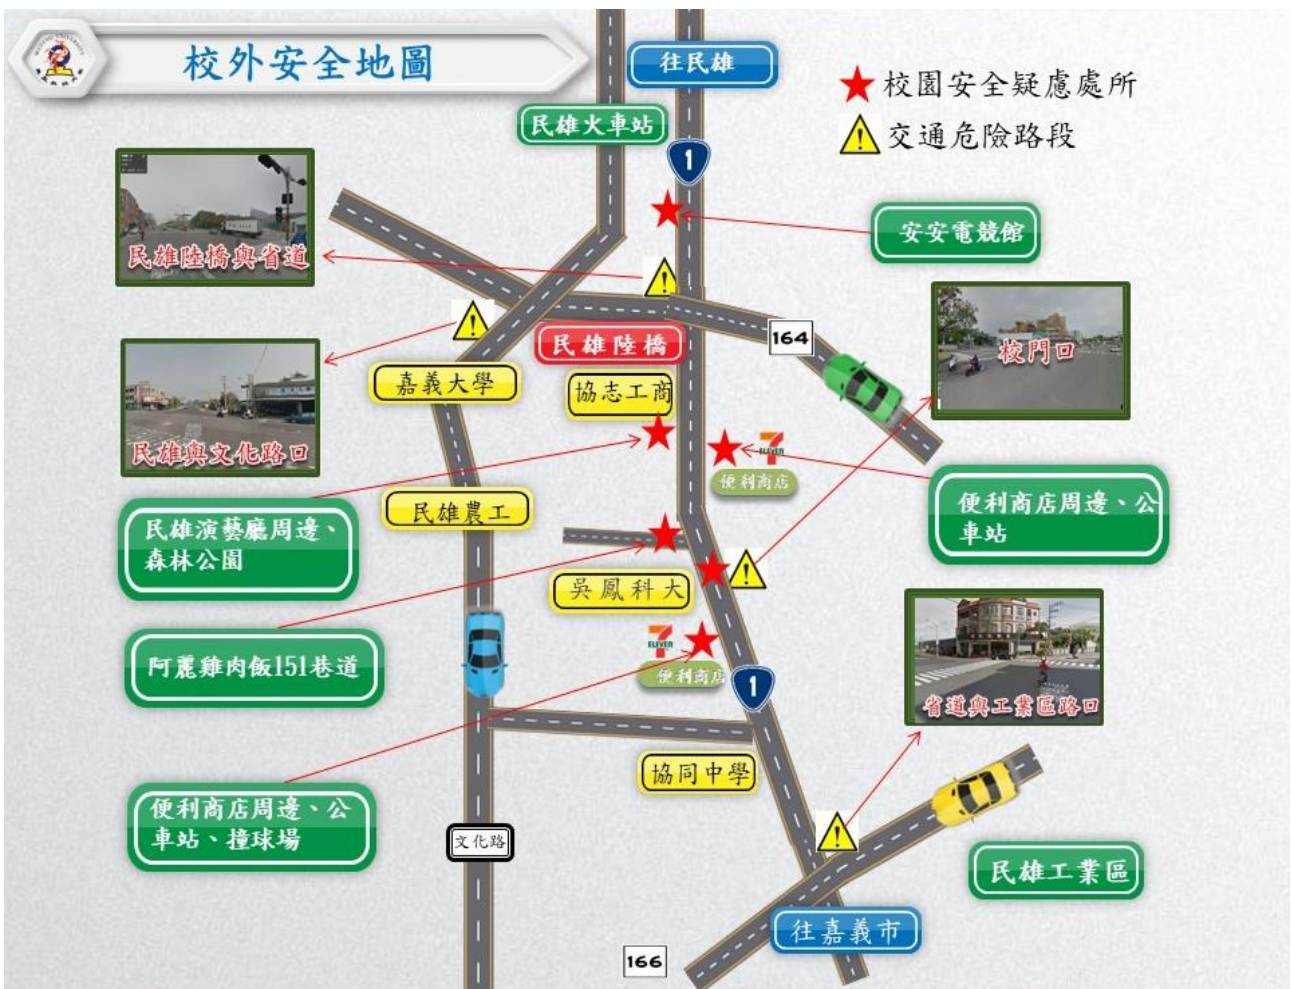 校外安全地圖
往民雄
校園安全疑慮處所
交通危險路段
民雄火車站
1
安安電競館
民雄陸橋與省道
164
校門口
民雄陸橋
嘉義大學
協志工商
民雄與文化路口
7
ELEVEN
便利商店
民雄農工
便利商店周邊、公
車站
民雄演藝廳周邊、
森林公園
吳鳳科大
阿麗雞肉飯151巷道
7
ELEVEN
便利商店
1
省道與工業區路口
協同中學
便利商店周邊、公
車站、撞球場
文化路
民雄工業區
往嘉義市
166